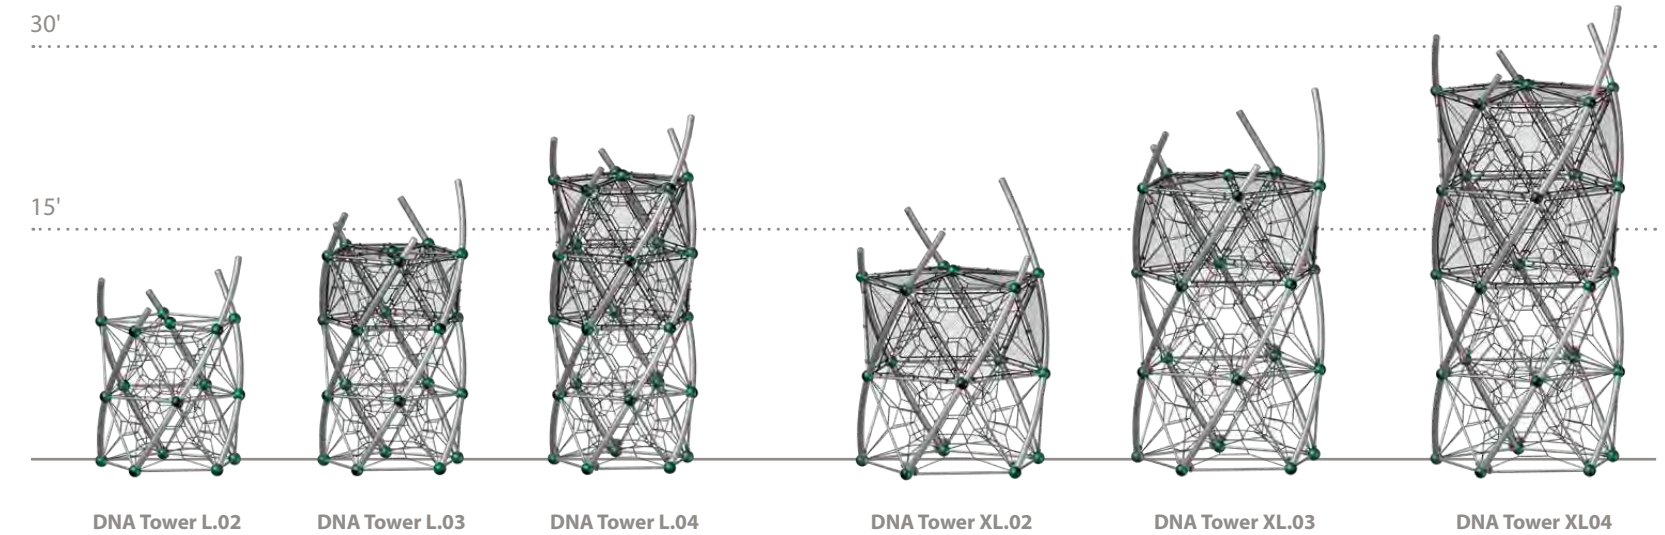 30'
15'
DNA Tower L.02
DNA Tower L.03
DNA Tower L.04
DNA Tower XL.02
DNA Tower XL.03
DNA Tower XL04